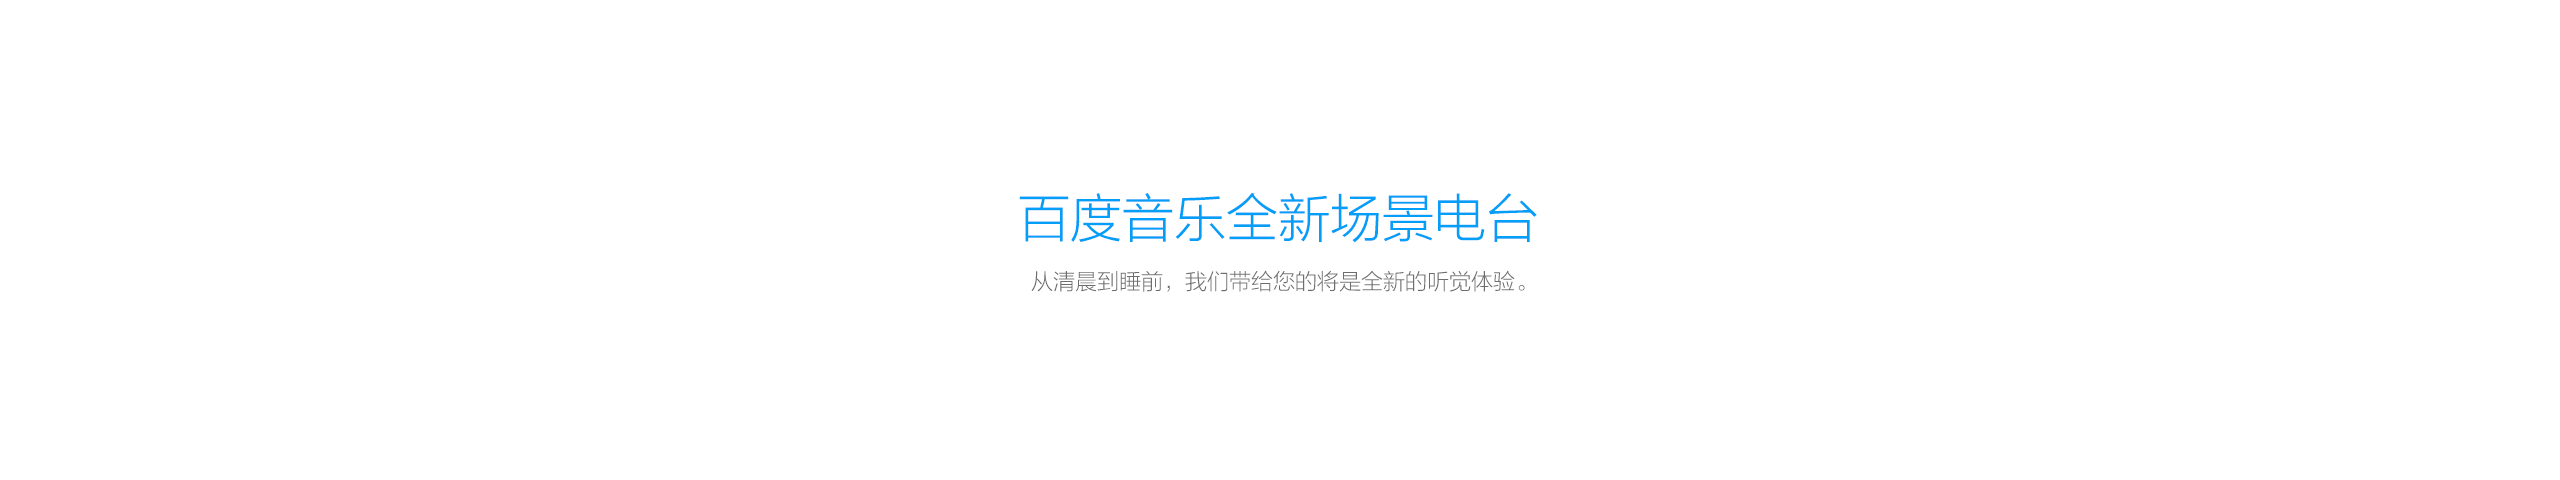 百度音乐全新场景电台
从清晨到睡前，我们带给您的将是全新的听觉体验。